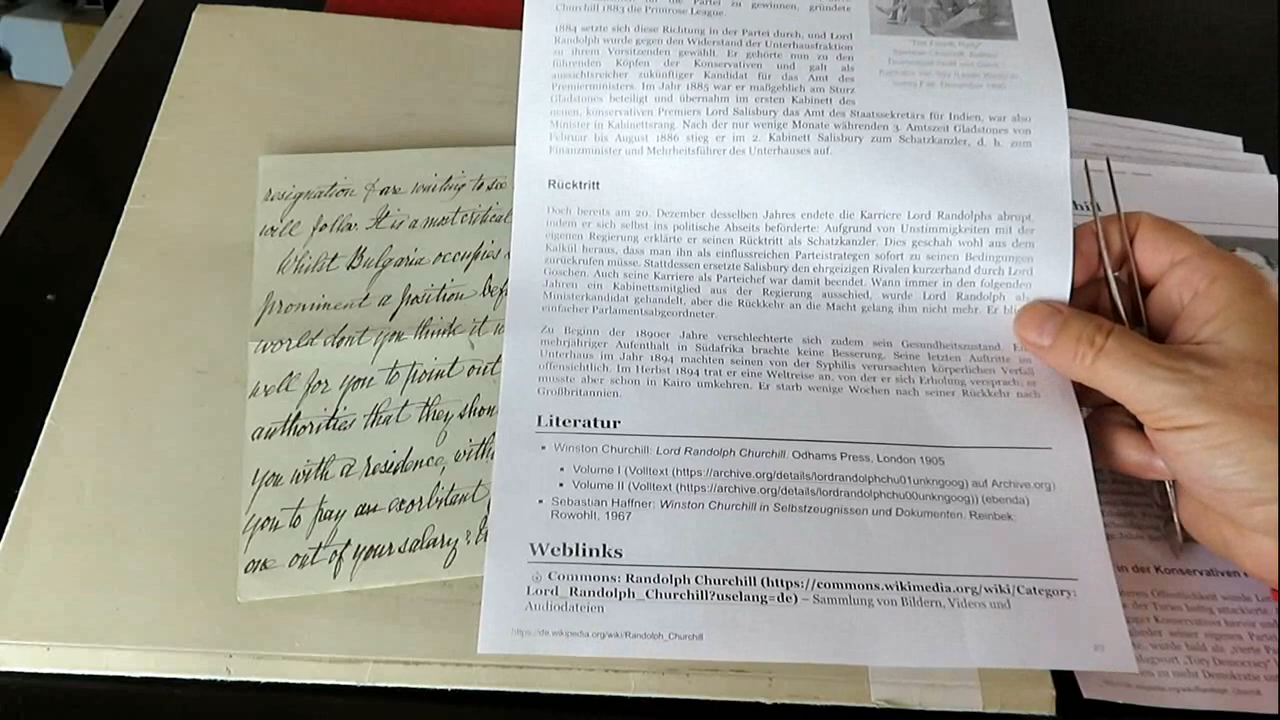 resignation & are waiting to see
will follow. It is a most critical
Whilst Bulgaria occupies
prominent a position bef
world dont you think it w
well for you to point out
authorities that they shou
you with a residence, with
you to pay an exorbitant
one out of your salary?
für die Partei zu gewinnen, gründete
Churchill 1883 die Primrose League.
1884 setzte sich diese Richtung in der Partei durch, und Lord
Randolph wurde gegen den Widerstand der Unterhausfraktion
zu ihrem Vorsitzenden gewählt. Er gehörte nun zu den
führenden Köpfen der Konservativen und galt als
aussichtsreicher zukünftiger Kandidat für das Amt des
Premierministers. Im Jahr 1885 war er maßgeblich am Sturz
Gladstones beteiligt und übernahm im ersten Kabinett des
neuen, konservativen Premiers Lord Salisbury das Amt des Staatssekretärs für Indien, war also
Minister in Kabinettsrang. Nach der nur wenige Monate währenden 3. Amtszeit Gladstones von
Februar bis August 1886 stieg er im 2. Kabinett Salisbury zum Schatzkanzler, d. h. zum
Finanzminister und Mehrheitsführer des Unterhauses auf.
Rücktritt
Doch bereits am 20. Dezember desselben Jahres endete die Karriere Lord Randolphs abrupt,
indem er sich selbst ins politische Abseits beförderte: Aufgrund von Unstimmigkeiten mit der
eigenen Regierung erklärte er seinen Rücktritt als Schatzkanzler. Dies geschah wohl aus dem
Kalkül heraus, dass man ihn als einflussreichen Parteistrategen sofort zu seinen Bedingungen
zurückrufen müsse. Stattdessen ersetzte Salisbury den ehrgeizigen Rivalen kurzerhand durch Lord
Goschen. Auch seine Karriere als Parteichef war damit beendet. Wann immer in den folgenden
Jahren ein Kabinettsmitglied aus der Regierung ausschied, wurde Lord Randolph als
Ministerkandidat gehandelt, aber die Rückkehr an die Macht gelang ihm nicht mehr. Er blieb
einfacher Parlamentsabgeordneter.
Zu Beginn der 1890er Jahre verschlechterte sich zudem sein Gesundheitszustand. Ein
mehrjähriger Aufenthalt in Südafrika brachte keine Besserung. Seine letzten Auftritte im
Unterhaus im Jahr 1894 machten seinen von der Syphilis verursachten körperlichen Verfall
offensichtlich. Im Herbst 1894 trat er eine Weltreise an, von der er sich Erholung versprach, er
musste aber schon in Kairo umkehren. Er starb wenige Wochen nach seiner Rückkehr nach
Großbritannien.
Literatur
Winston Churchill: Lord Randolph Churchill. Odhams Press, London 1905
Volume I (Volltext (https://archive.org/details/lordrandolphchu01unkngoog) auf Archive.org)
Volume II (Volltext (https://archive.org/details/lordrandolphchu00unkngoog)) (ebenda)
Sebastian Haffner: Winston Churchill in Selbstzeugnissen und Dokumenten. Reinbek:
Rowohlt, 1967
Weblinks
Commons: Randolph Churchill (https://commons.wikimedia.org/wiki/Category:
Lord_Randolph_Churchill?uselang=de) – Sammlung von Bildern, Videos und
Audiodateien
https://de.wikipedia.org/wiki/Randolph_Churchill
hill
in der Konservativen